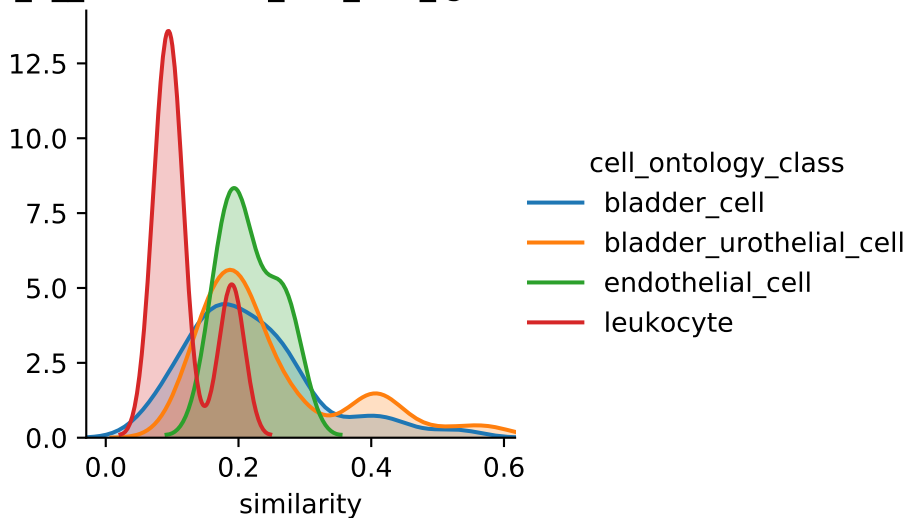 12.5
10.0
7.5
5.0
2.5
0.0
0.0 0.2 0.4 0.6
similarity
cell_ontology_class
bladder_cell
bladder_urothelial_cell
endothelial_cell
leukocyte